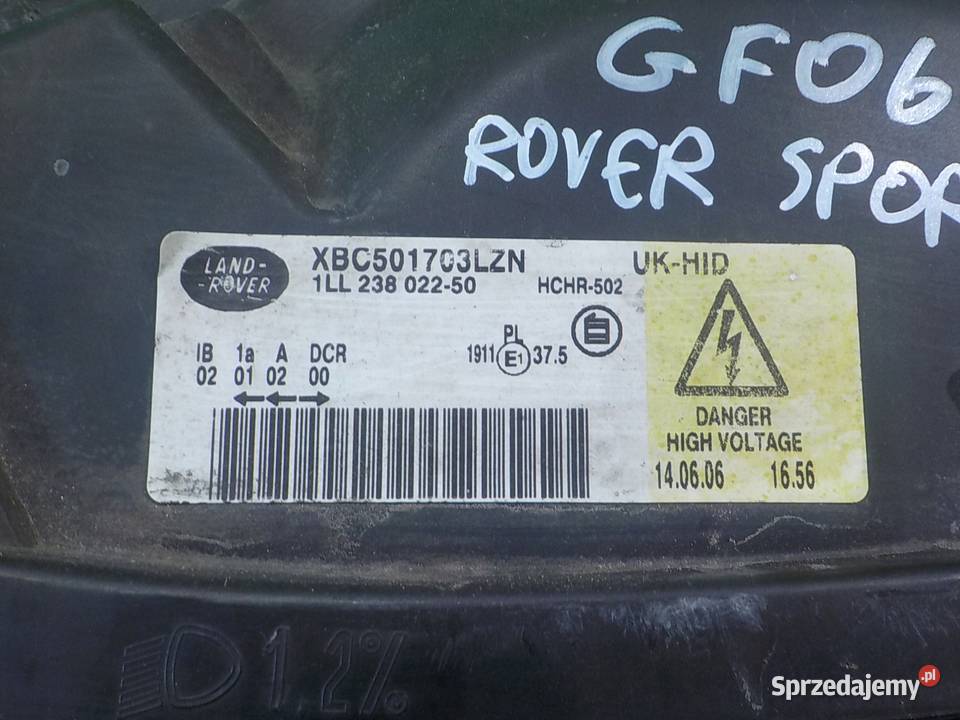 GF06
ROVER SPOR
LAND-
-ROVER
XBC501703LZN
UK-HID
1LL 238 022-50
HCHR-502
IB 1a A DCR
02 01 02 00
PL
1911 E1 37.5
DANGER
HIGH VOLTAGE
14.06.06 16.56
1,2%
Sprzedajemy.pl